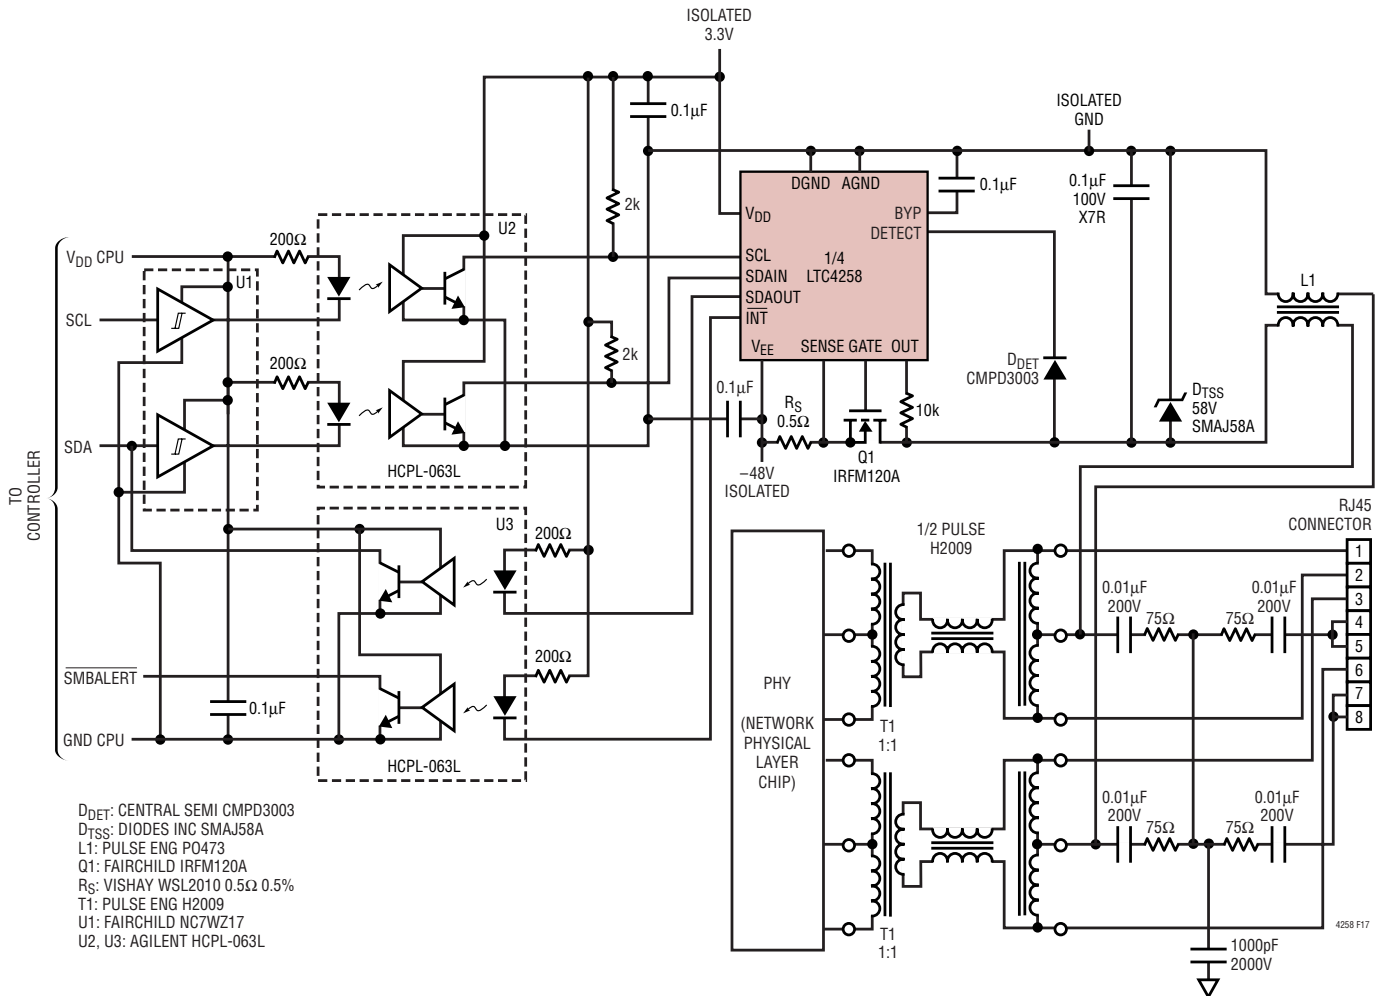 ISOLATED
3.3V
0.1µF
ISOLATED
GND
DGND AGND
0.1µF
0.1µF
100V
X7R
2k
VDD
BYP
DETECT
1/4
LTC4258
SCL
SDAIN
SDAOUT
INT
VEE
SENSE GATE OUT
L1
VDD CPU
200Ω
U2
U1
SCL
200Ω
2k
DDET
CMPD3003
0.1µF
RS
0.5Ω
10k
DTSS
58V
SMAJ58A
SDA
HCPL-063L
Q1
IRFM120A
–48V
ISOLATED
TO
CONTROLLER
U3
200Ω
1/2 PULSE
H2009
RJ45
CONNECTOR
1
2
3
4
5
6
7
8
0.01µF
200V
75Ω
75Ω
0.01µF
200V
200Ω
SMBALERT
0.1µF
GND CPU
HCPL-063L
PHY
(NETWORK
PHYSICAL
LAYER
CHIP)
T1
1:1
0.01µF
200V
75Ω
75Ω
0.01µF
200V
T1
1:1
1000pF
2000V
DDET: CENTRAL SEMI CMPD3003
DTSS: DIODES INC SMAJ58A
L1: PULSE ENG PO473
Q1: FAIRCHILD IRFM120A
RS: VISHAY WSL2010 0.5Ω 0.5%
T1: PULSE ENG H2009
U1: FAIRCHILD NC7WZ17
U2, U3: AGILENT HCPL-063L
4258 F17